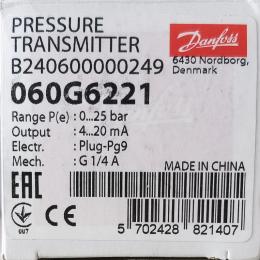 PRESSURE
TRANSMITTER
Danfoss
B240600000249
6430 Nordborg,
Denmark
060G6221
Range P(e) : 0...25 bar
Output : 4...20 mA
Electr. : Plug-Pg9
Mech. : G 1/4 A
MADE IN CHINA
EAC
OUT
CE
5 702428 821407